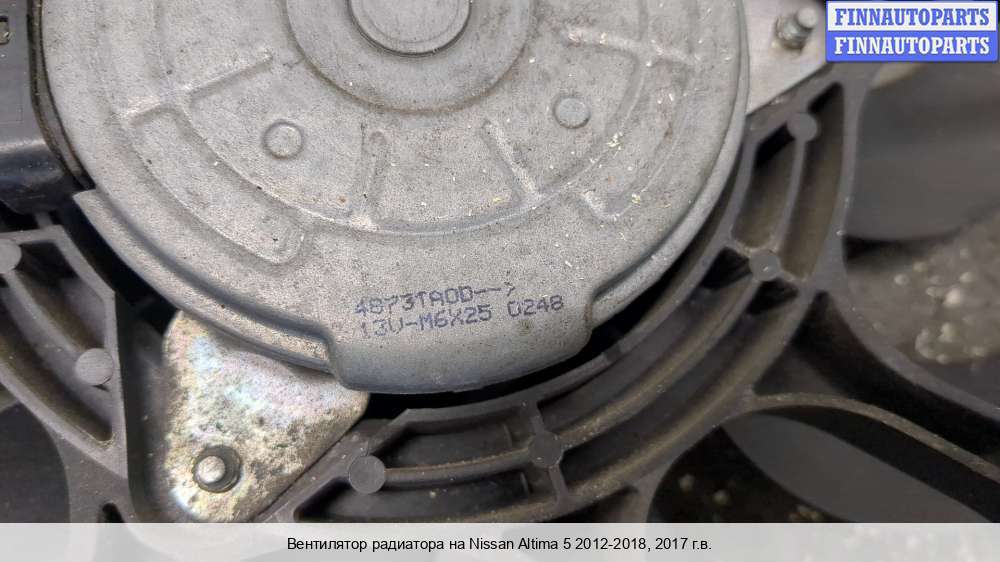 FINNAUTOPARTS
FINNAUTOPARTS
4873TA0D-->
13U-M6X25 0248
Вентилятор радиатора на Nissan Altima 5 2012-2018, 2017 г.в.